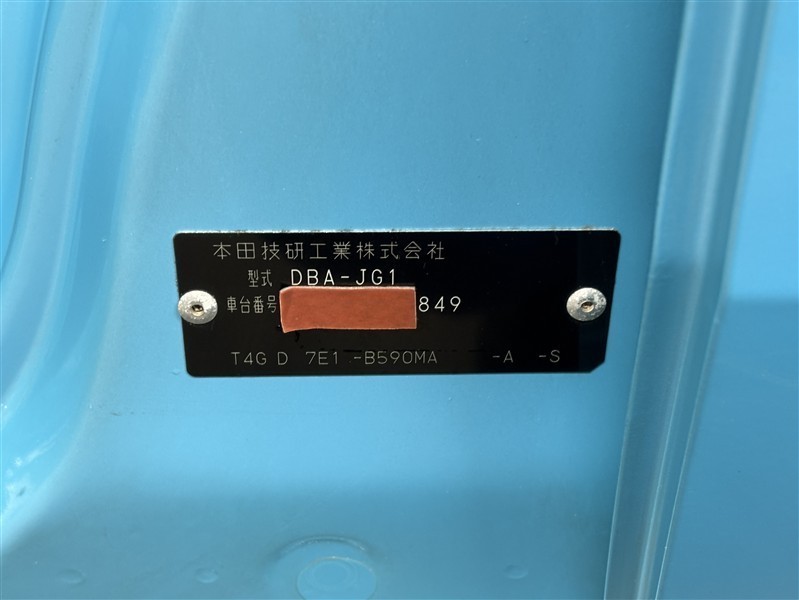 本田技研工業株式会社
型式 DBA-JG1
車台番号 849
T4G D 7E1 -B590MA -A -S